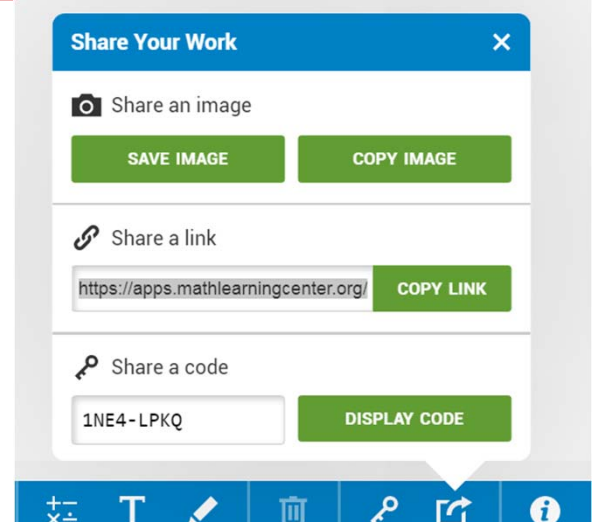 Share Your Work
Share an image
SAVE IMAGE COPY IMAGE
Share a link
https://apps.mathlearningcenter.org/ COPY LINK
Share a code
1NE4-LPKQ DISPLAY CODE
T